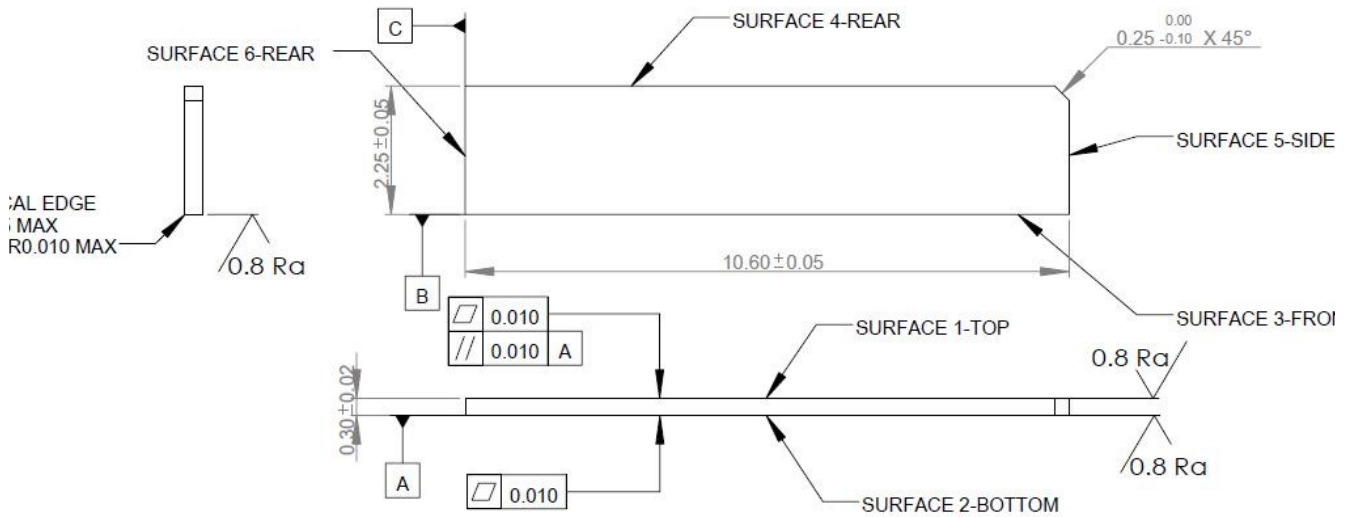 C
SURFACE 4-REAR
0.00
0.25 -0.10 X 45°
SURFACE 6-REAR
2.25±0.05
SURFACE 5-SIDE
CAL EDGE
MAX
R0.010 MAX
0.8 Ra
10.60±0.05
B
0.010
// 0.010 A
SURFACE 1-TOP
SURFACE 3-FRO
0.8 Ra
0.30±0.02
A
0.010
0.8 Ra
SURFACE 2-BOTTOM